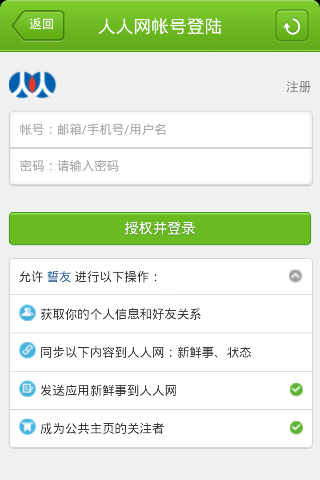 返回
人人网帐号登陆
注册
帐号：邮箱/手机号/用户名
密码：请输入密码
授权并登录
允许 誓友 进行以下操作：
获取你的个人信息和好友关系
同步以下内容到人人网：新鲜事、状态
发送应用新鲜事到人人网
成为公共主页的关注者